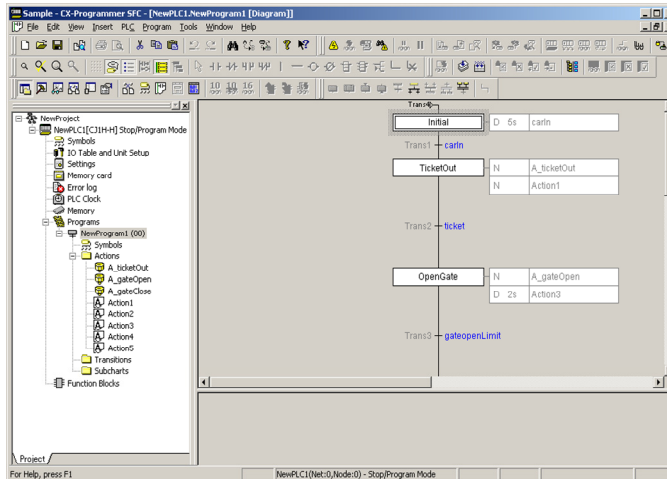 Sample - CX-Programmer SFC - [NewPLC1.NewProgram1 [Diagram]]
File Edit View Insert PLC Program Tools Window Help
NewProject
NewPLC1[CJ1H-H] Stop/Program Mode
Symbols
IO Table and Unit Setup
Settings
Memory card
Error log
PLC Clock
Memory
Programs
NewProgram1 (00)
Symbols
Actions
A_ticketOut
A_gateOpen
A_gateClose
Action1
Action2
Action3
Action4
Action5
Transitions
Subcharts
Function Blocks
Project
Initial D 5s carIn
Trans1 carIn
TicketOut N A_ticketOut
N Action1
Trans2 ticket
OpenGate N A_gateOpen
D 2s Action3
Trans3 gateopenLimit
For Help, press F1
NewPLC1(Net:0,Node:0) - Stop/Program Mode